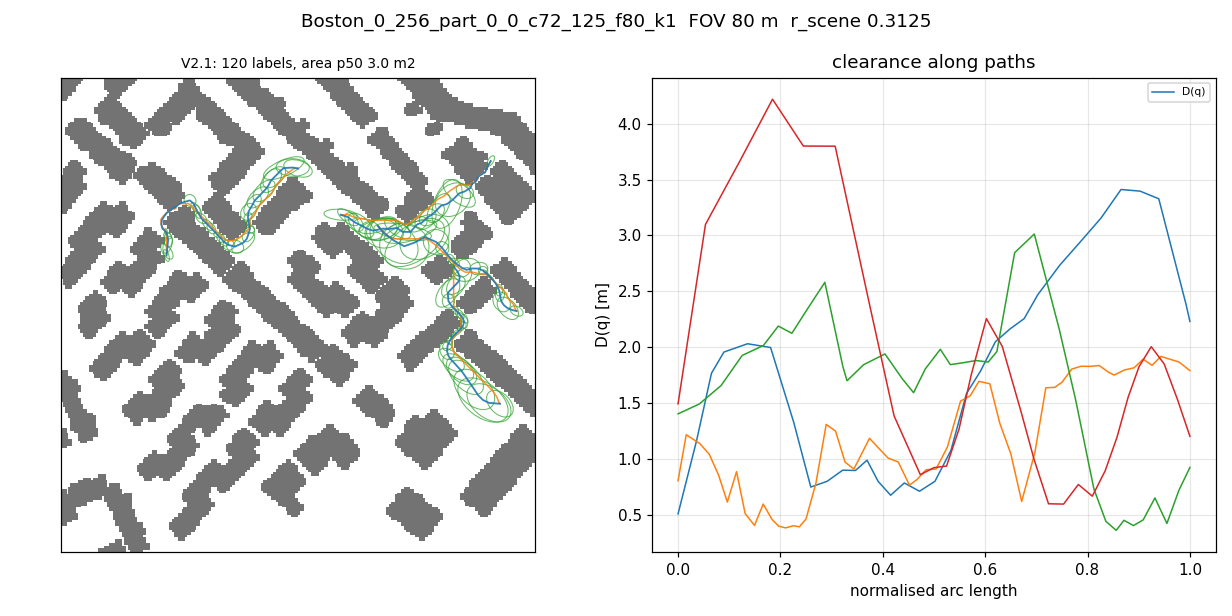 Boston_0_256_part_0_0_c72_125_f80_k1  FOV 80 m  r_scene 0.3125
V2.1: 120 labels, area p50 3.0 m2
clearance along paths
D(q)
D(q) [m]
4.0
3.5
3.0
2.5
2.0
1.5
1.0
0.5
0.0 0.2 0.4 0.6 0.8 1.0
normalised arc length